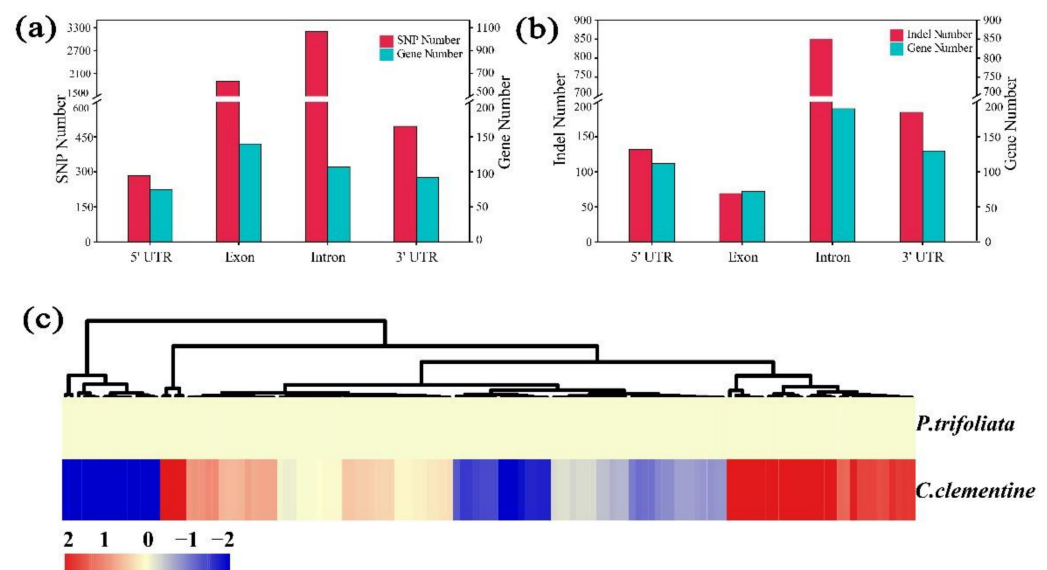 (a)
SNP Number
Gene Number
3300
2700
2100
1500
600
450
300
150
0
SNP Number
1100
900
700
500
200
150
100
50
0
Gene Number
5' UTR Exon Intron 3' UTR
(b)
Indel Number
Gene Number
900
850
800
750
700
200
150
100
50
0
Indel Number
900
850
800
750
700
200
150
100
50
0
Gene Number
5' UTR Exon Intron 3' UTR
(c)
P.trifoliata
C.clementine
2 1 0 −1 −2